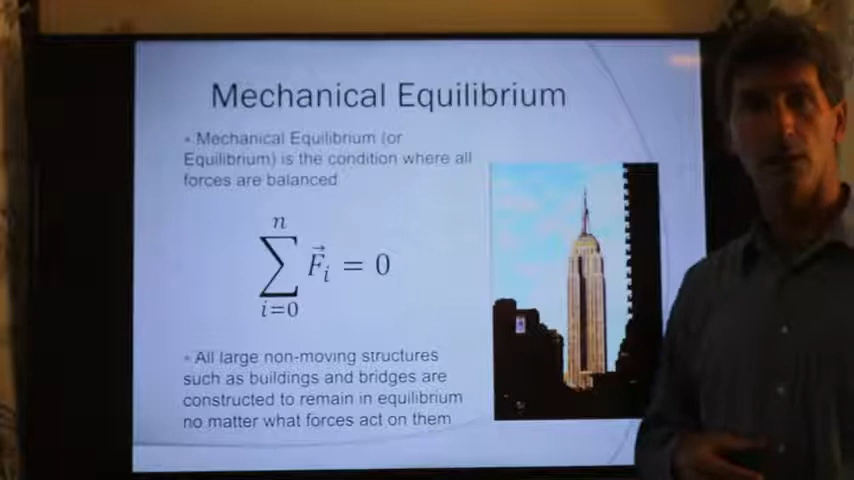 Mechanical Equilibrium
Mechanical Equilibrium (or
Equilibrium) is the condition where all
forces are balanced
n
∑ F⃗ᵢ = 0
i=0
All large non-moving structures
such as buildings and bridges are
constructed to remain in equilibrium
no matter what forces act on them